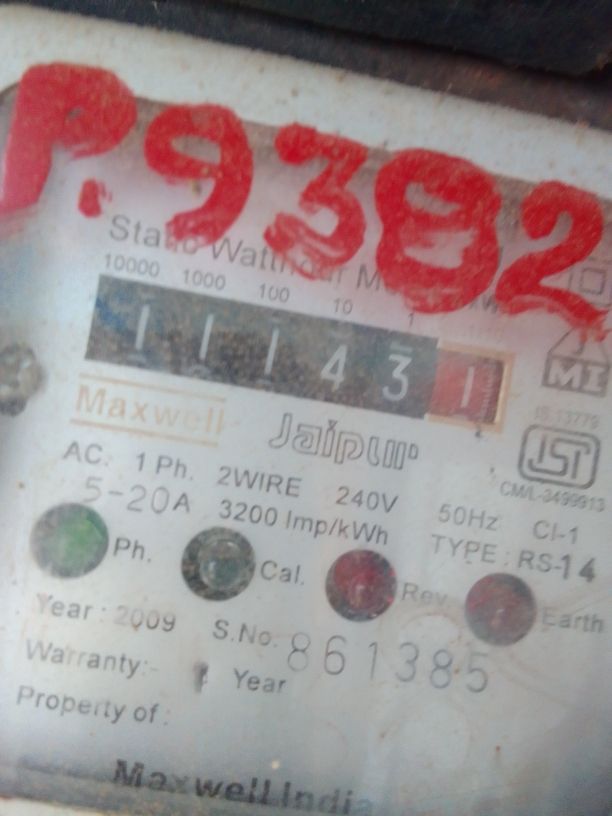 P.9382
10000 1000 100 10 1
1 1 1 4 3 1
MI
IS:13779
Maxwell Jaipur
ISI
CM/L-3499913
AC. 1 Ph. 2WIRE 240V 50Hz Cl-1
5-20A 3200 Imp/kWh TYPE : RS-14
Ph. Cal. Rev. Earth
Year : 2009 S.No. 861385
Warranty:- 1 Year
Property of :
Maxwell India